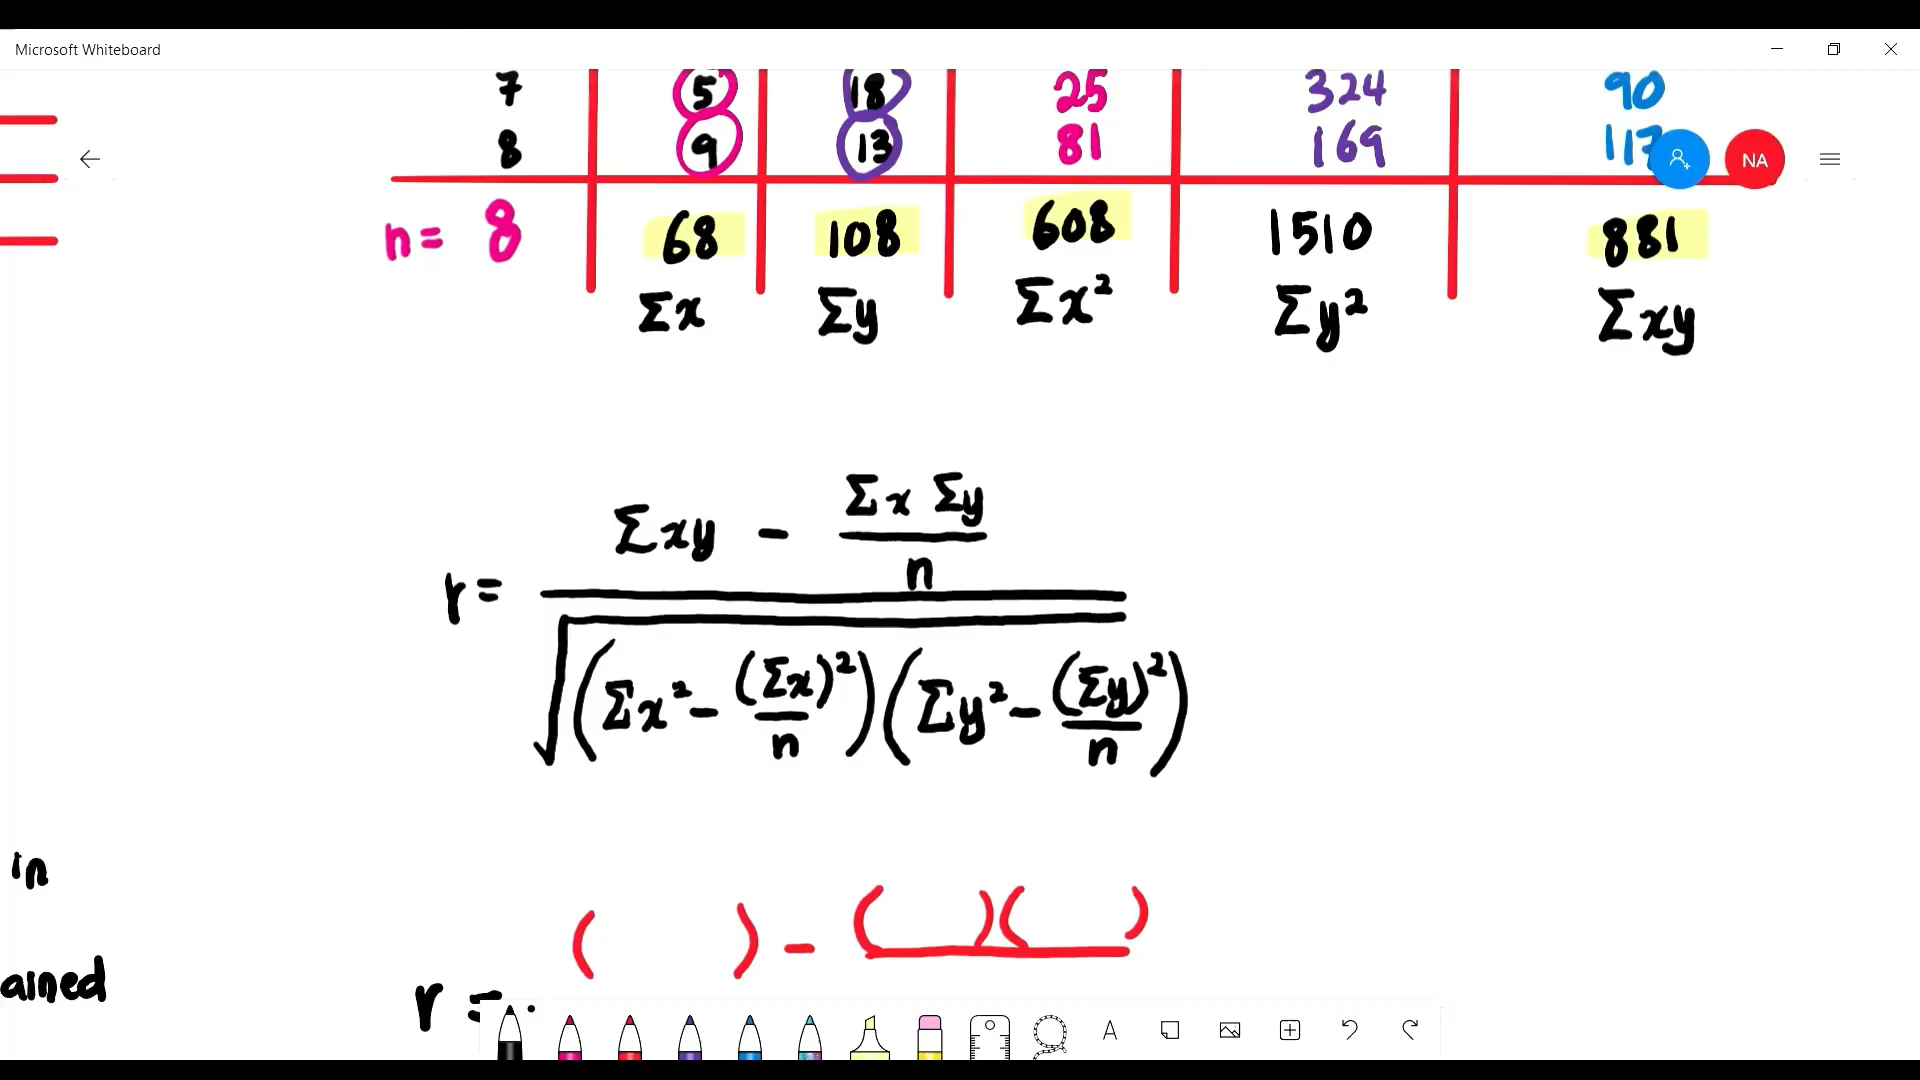 Microsoft Whiteboard
7 5 18 25 324 90
8 9 13 81 169 117
NA
n = 8 68 108 608 1510 881
Σx Σy Σx² Σy² Σxy
r = Σxy - Σx Σy / n
√(Σx² - (Σx)²/n)(Σy² - (Σy)²/n)
in
( ) - ( )( )
ained
r =
A